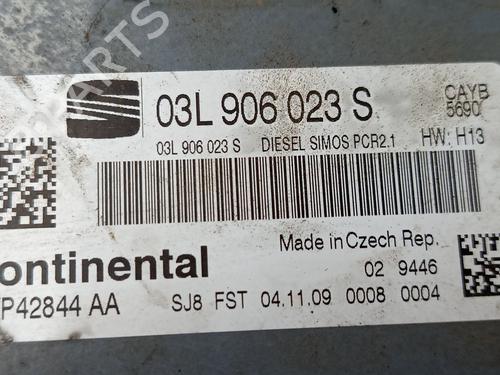 03L 906 023 S
CAYB
5690
03L 906 023 S DIESEL SIMOS PCR2.1 HW: H13
ontinental
Made in Czech Rep.
02 9446
P42844 AA SJ8 FST 04.11.09 0008 0004